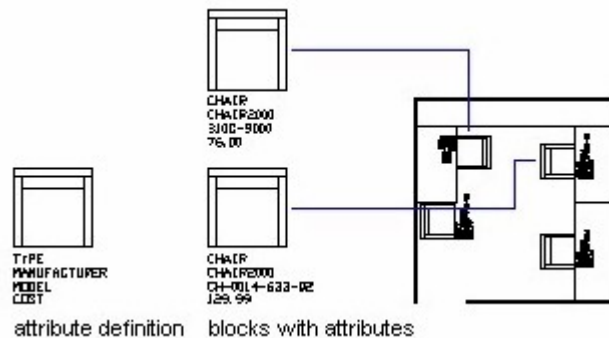 CHAIR
CHAIR2000
310C-9000
76.00
TYPE
MANUFACTURER
MODEL
COST
CHAIR
CHAIR2000
CH-0014-633-02
129.99
attribute definition
blocks with attributes